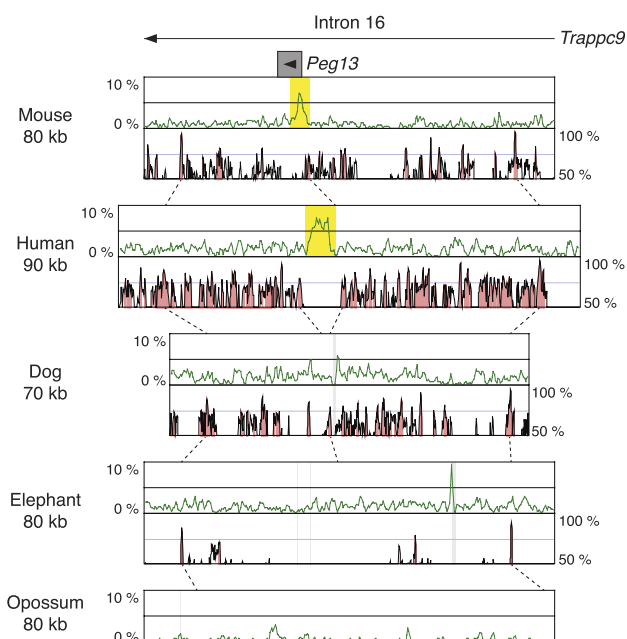 Intron 16
Trappc9
Peg13
10 %
Mouse
80 kb
0 %
100 %
50 %
10 %
Human
90 kb
0 %
100 %
50 %
10 %
Dog
70 kb
0 %
100 %
50 %
10 %
Elephant
80 kb
0 %
100 %
50 %
10 %
Opossum
80 kb
0 %